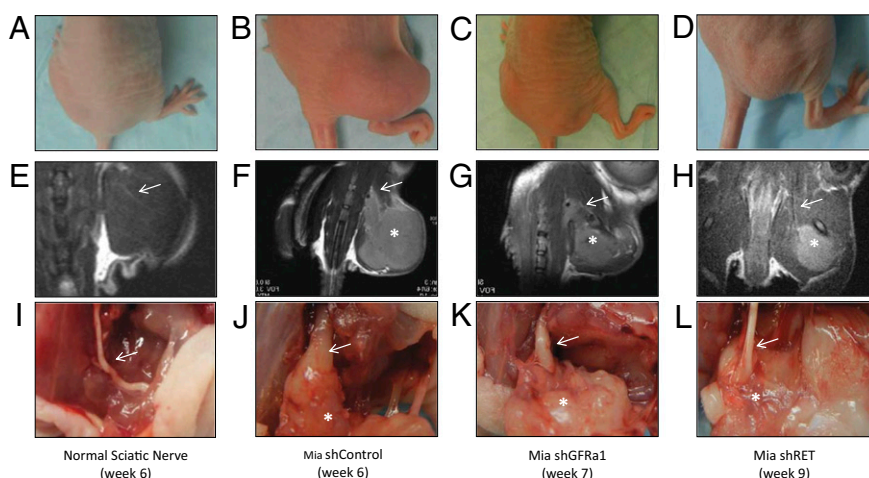 A
B
C
D
E
F
G
H
*
*
*
I
J
K
L
*
*
*
Normal Sciatic Nerve
(week 6)
Mia shControl
(week 6)
Mia shGFRa1
(week 7)
Mia shRET
(week 9)